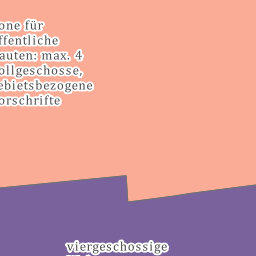 one für
ffentliche
auten: max. 4
ollgeschosse,
ebietsbezogene
orschrifte
viergeschossige